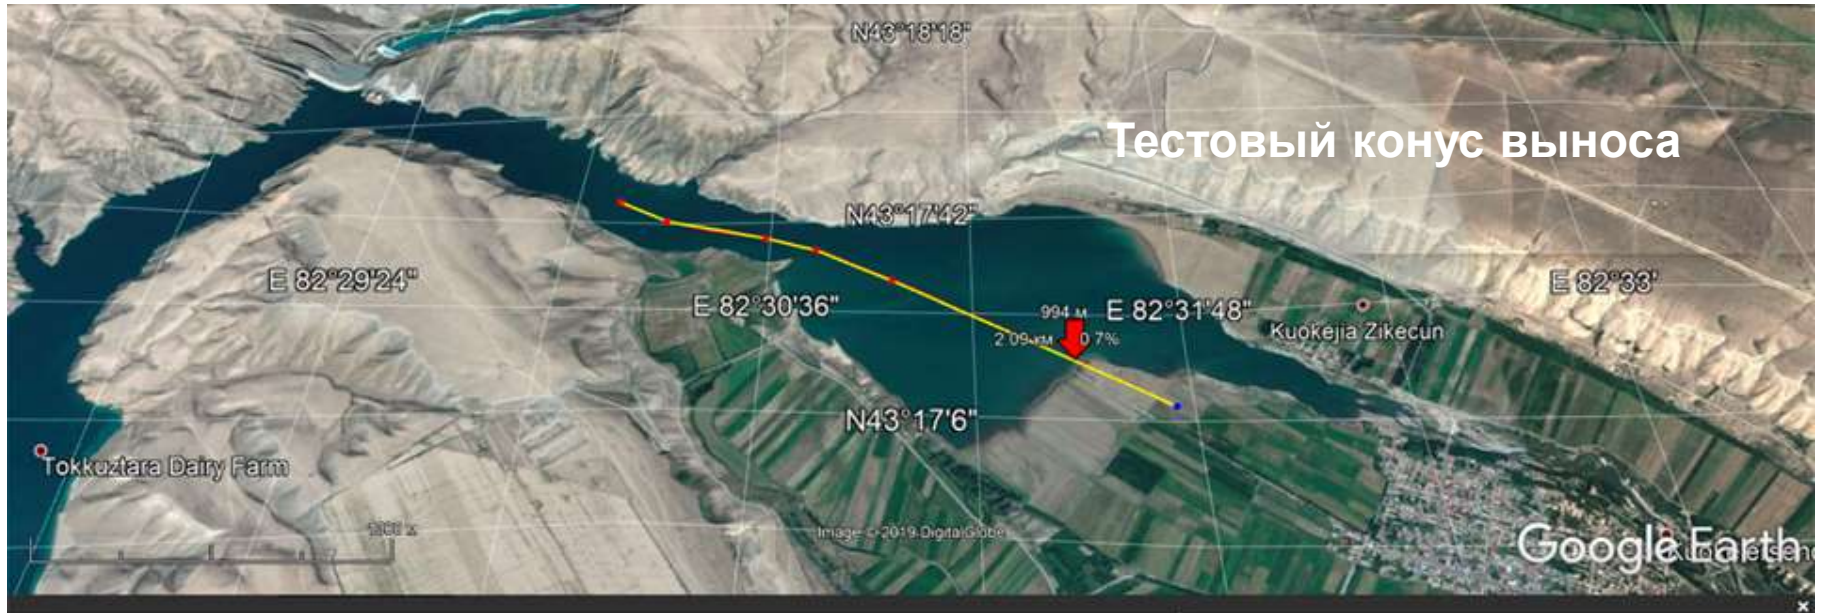 N43°18'18"
Тестовый конус выноса
N43°17'42"
E 82°29'24"
E 82°30'36"
994 м
E 82°31'48"
E 82°33'
2.09 км
0.7%
Kuokejia Zikecun
N43°17'6"
Tokkuztara Dairy Farm
Image © 2019 DigitalGlobe
Google Earth